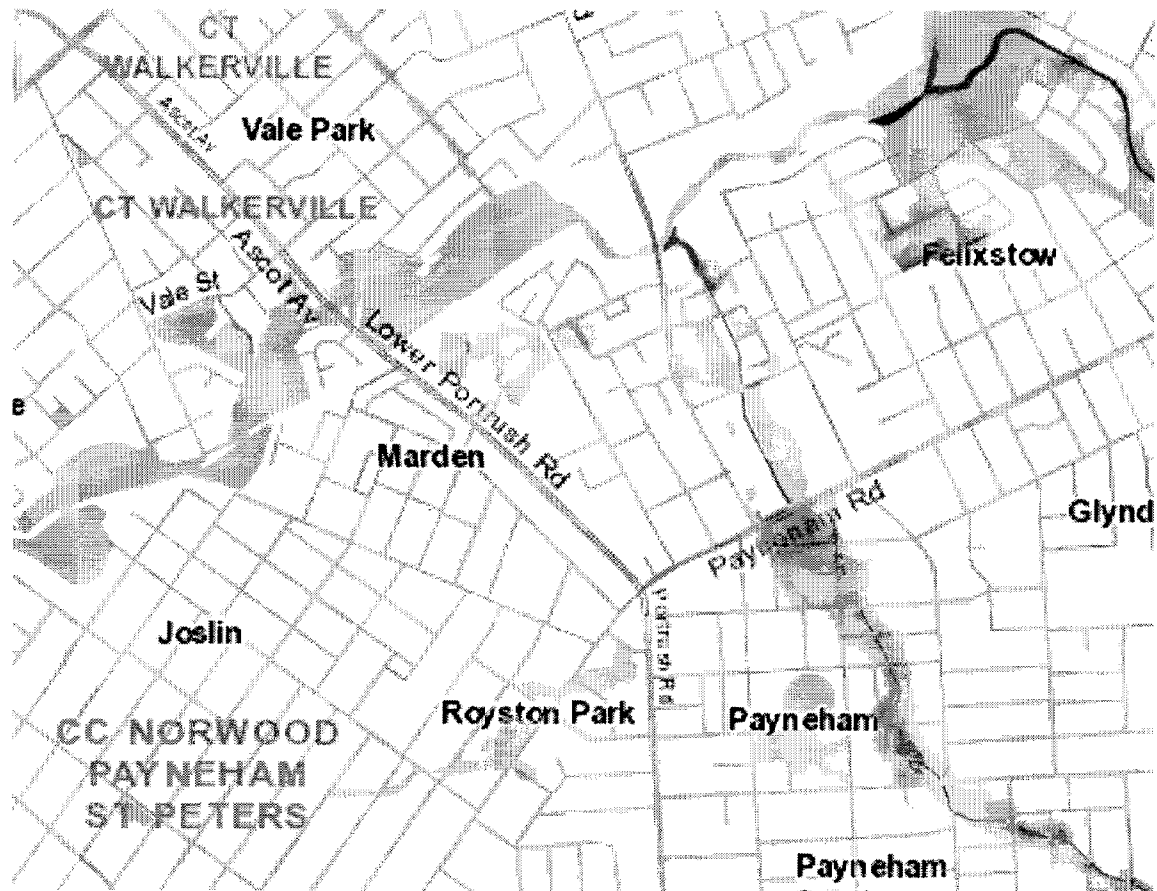 CT
WALKERVILLE
Ascot Av
Vale Park
CT WALKERVILLE
Ascot Av
Vale St
Felixstow
Lower Portrush Rd
e
Marden
Payneham Rd
Glynd
Portrush Rd
Joslin
Royston Park
Payneham
CC NORWOOD
PAYNEHAM
ST PETERS
Payneham